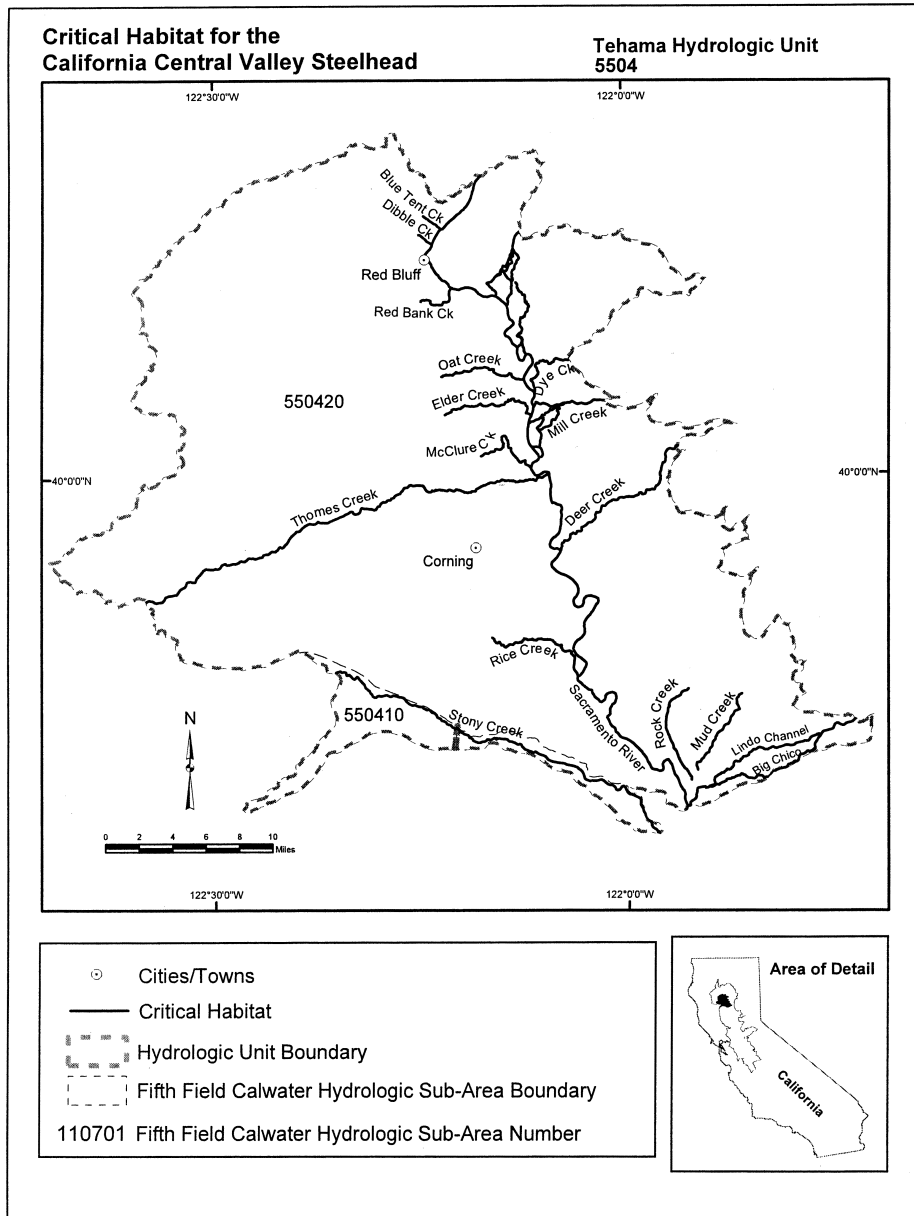 Critical Habitat for the
California Central Valley Steelhead
Tehama Hydrologic Unit
5504
122°30'0"W
122°0'0"W
Blue Tent Ck
Dibble Ck
Red Bluff
Red Bank Ck
Oat Creek
Dye Ck
Elder Creek
550420
Mill Creek
McClure Ck
40°0'0"N
40°0'0"N
Thomes Creek
Deer Creek
Corning
Rice Creek
Sacramento River
Rock Creek
Mud Creek
550410
Stony Creek
Lindo Channel
Big Chico
N
0 2 4 6 8 10
Miles
122°30'0"W
122°0'0"W
Cities/Towns
Critical Habitat
Hydrologic Unit Boundary
Fifth Field Calwater Hydrologic Sub-Area Boundary
110701 Fifth Field Calwater Hydrologic Sub-Area Number
Area of Detail
California